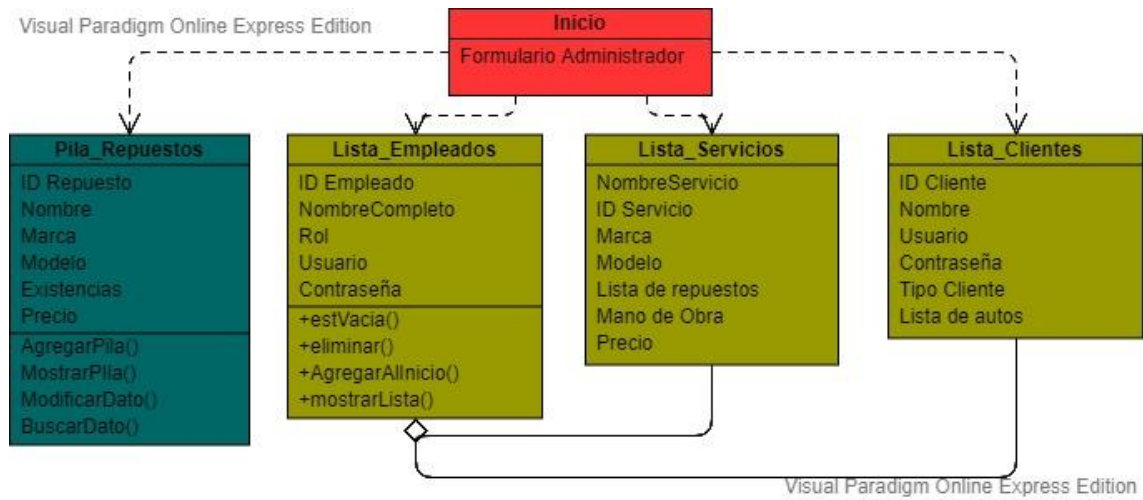 Visual Paradigm Online Express Edition
Inicio
Formulario Administrador
Pila_Repuestos
ID Repuesto
Nombre
Marca
Modelo
Existencias
Precio
AgregarPila()
MostrarPIla()
ModificarDato()
BuscarDato()
Lista_Empleados
ID Empleado
NombreCompleto
Rol
Usuario
Contraseña
+estVacia()
+eliminar()
+AgregarAlInicio()
+mostrarLista()
Lista_Servicios
NombreServicio
ID Servicio
Marca
Modelo
Lista de repuestos
Mano de Obra
Precio
Lista_Clientes
ID Cliente
Nombre
Usuario
Contraseña
Tipo Cliente
Lista de autos
Visual Paradigm Online Express Edition